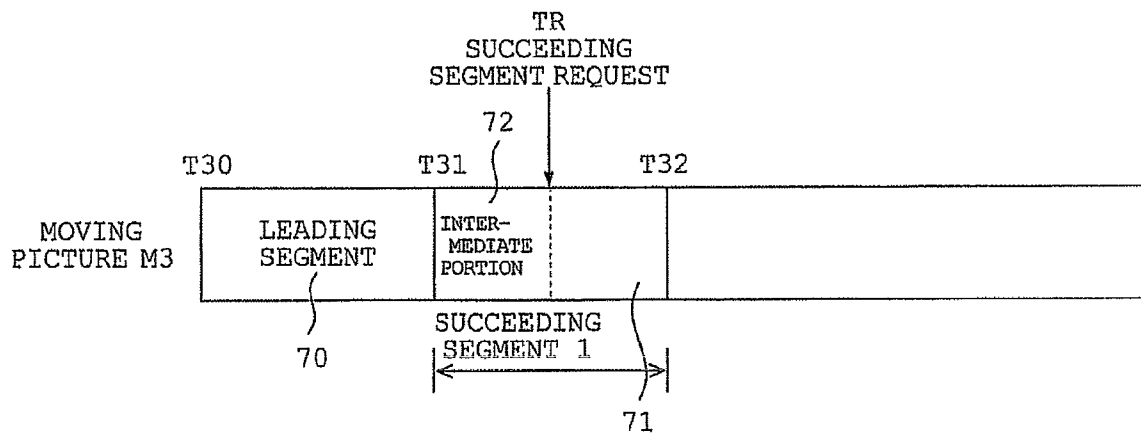 TR
SUCCEEDING
SEGMENT REQUEST
72
T30
T31
T32
MOVING
PICTURE M3
LEADING
SEGMENT
INTER-
MEDIATE
PORTION
70
SUCCEEDING
SEGMENT 1
71